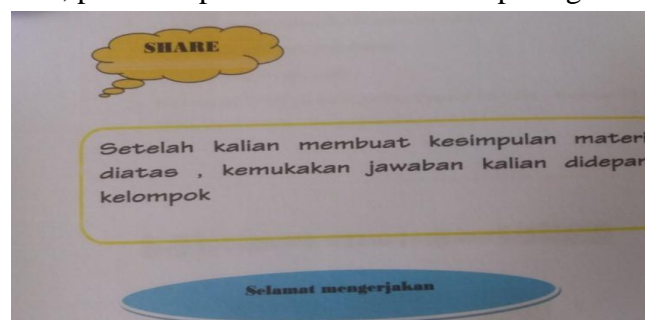 SHARE
Setelah kalian membuat kesimpulan materi
diatas , kemukakan jawaban kalian didepan
kelompok
Selamat mengerjakan